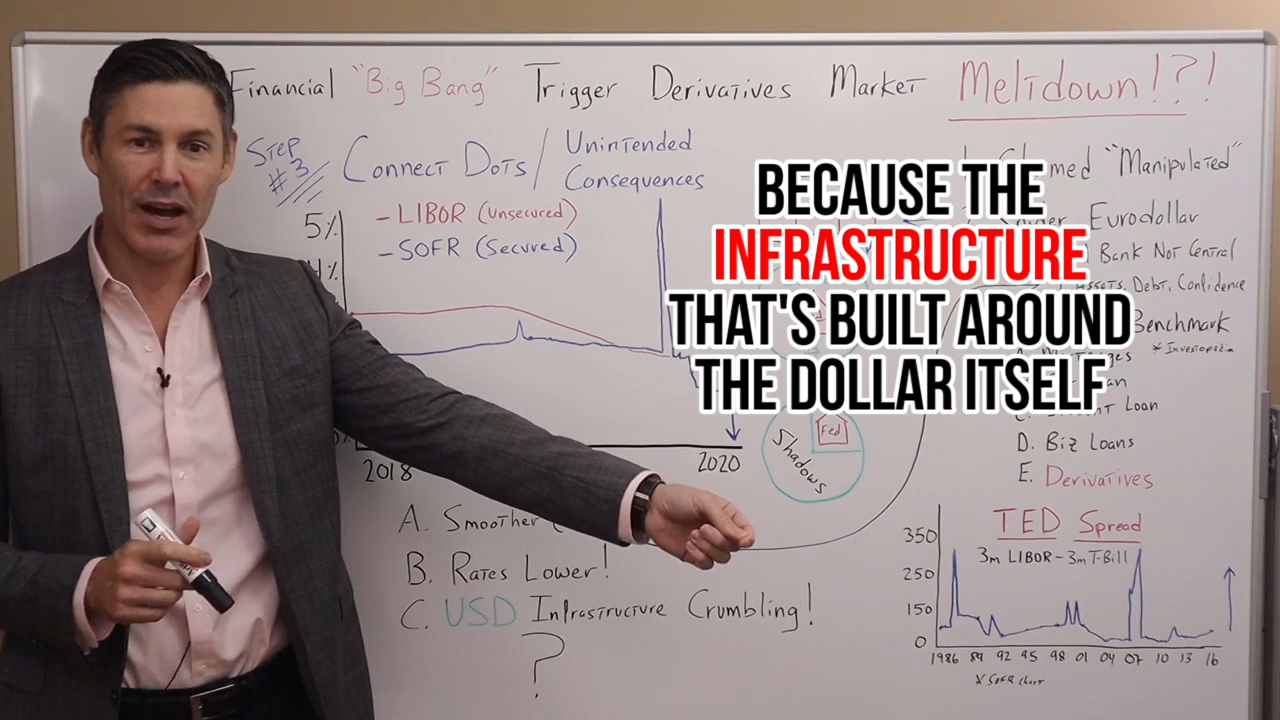 Financial "Big Bang" Trigger Derivatives Market Meltdown!?!
Step #3
Connect Dots / Unintended Consequences
5%
- LIBOR (Unsecured)
- SOFR (Secured)
2018
2020
A. Smoother
B. Rates Lower!
C. USD Infrastructure Crumbling!
?
BECAUSE THE
INFRASTRUCTURE
THAT'S BUILT AROUND
THE DOLLAR ITSELF
Fed
Shadows
"Manipulated"
Eurodollar
Bank Not Central
Assets, Debt, Confidence
Benchmark
* Investopedia
Loan
D. Biz Loans
E. Derivatives
TED Spread
3m LIBOR - 3m T-Bill
350
250
150
0
1986 89 92 95 98 01 04 07 10 13 16
* SOFR chart